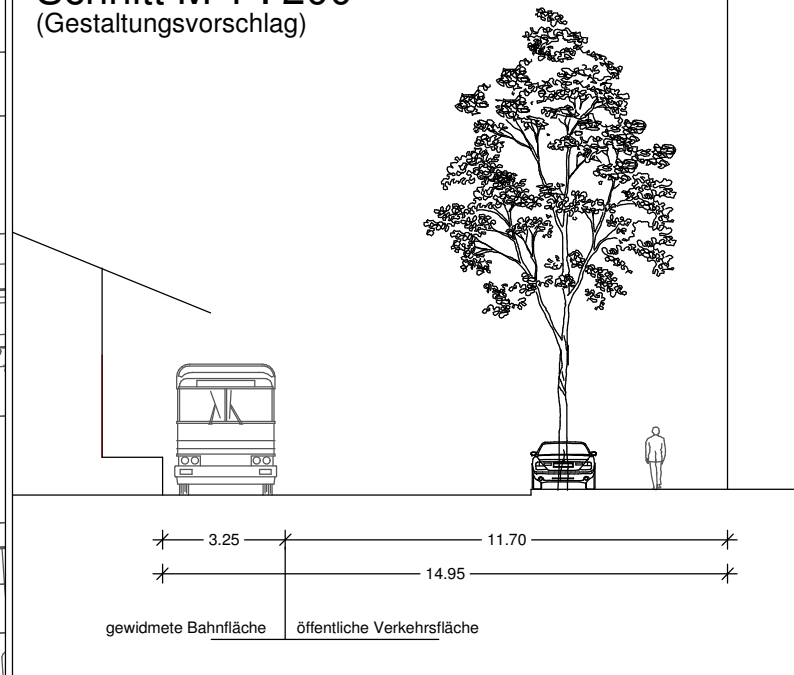 (Gestaltungsvorschlag)
3.25
11.70
14.95
gewidmete Bahnfläche
öffentliche Verkehrsfläche